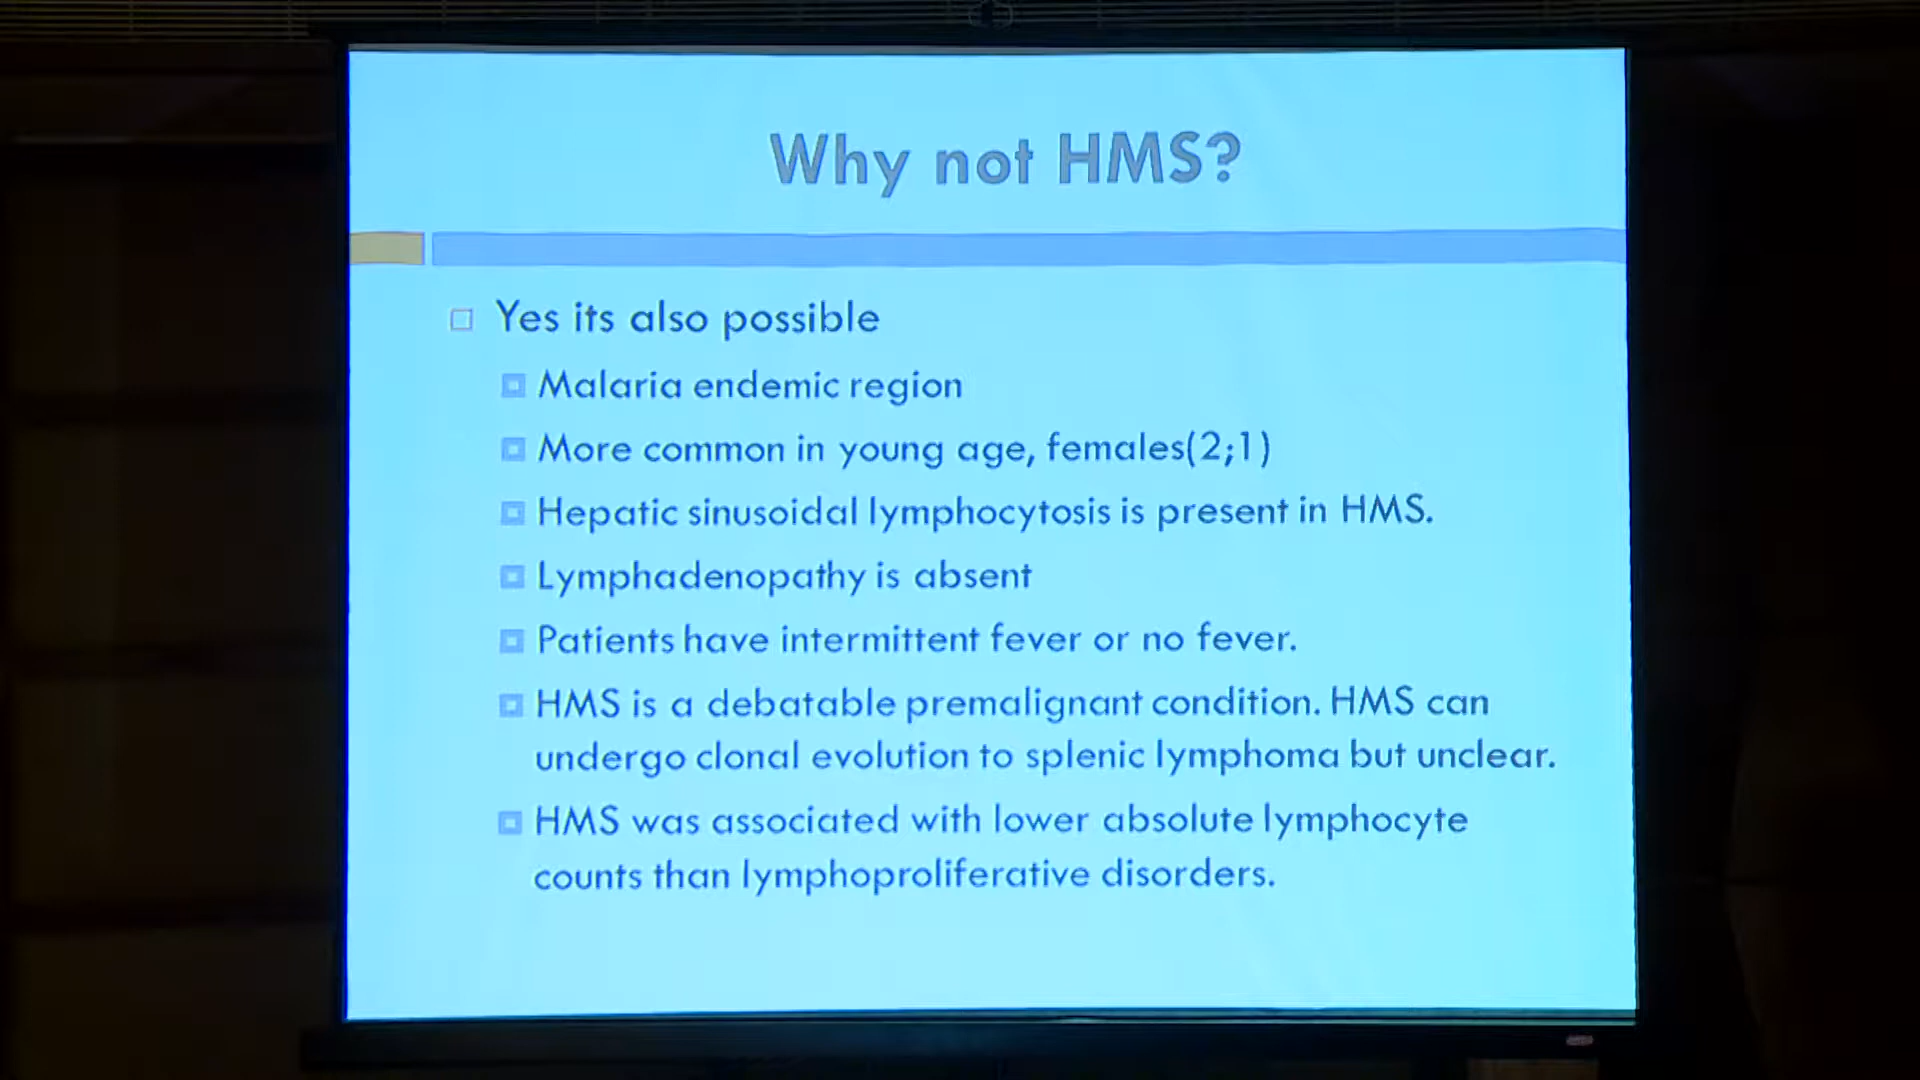 Why not HMS?
Yes its also possible
Malaria endemic region
More common in young age, females(2;1)
Hepatic sinusoidal lymphocytosis is present in HMS.
Lymphadenopathy is absent
Patients have intermittent fever or no fever.
HMS is a debatable premalignant condition. HMS can
undergo clonal evolution to splenic lymphoma but unclear.
HMS was associated with lower absolute lymphocyte
counts than lymphoproliferative disorders.